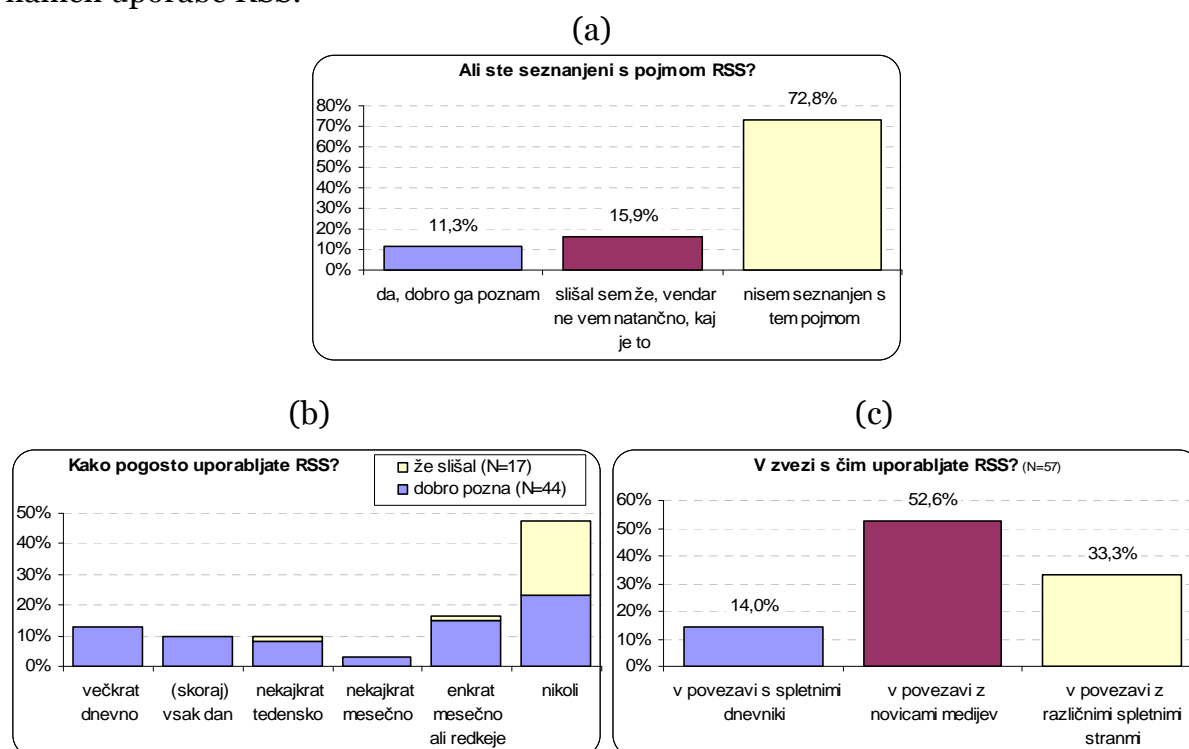 namen uporabe RSS.
(a)
Ali ste seznanjeni s pojmom RSS?
80%
70%
60%
50%
40%
30%
20%
10%
0%
11,3%
15,9%
72,8%
da, dobro ga poznam
slišal sem že, vendar
ne vem natančno, kaj
je to
nisem seznanjen s
tem pojmom
(b)
Kako pogosto uporabljate RSS?
že slišal (N=17)
dobro pozna (N=44)
50%
40%
30%
20%
10%
0%
večkrat
dnevno
(skoraj)
vsak dan
nekajkrat
tedensko
nekajkrat
mesečno
enkrat
mesečno
ali redkeje
nikoli
(c)
V zvezi s čim uporabljate RSS? (N=57)
60%
50%
40%
30%
20%
10%
0%
14,0%
52,6%
33,3%
v povezavi s spletnimi
dnevniki
v povezavi z
novicami medijev
v povezavi z
različnimi spletnimi
stranmi